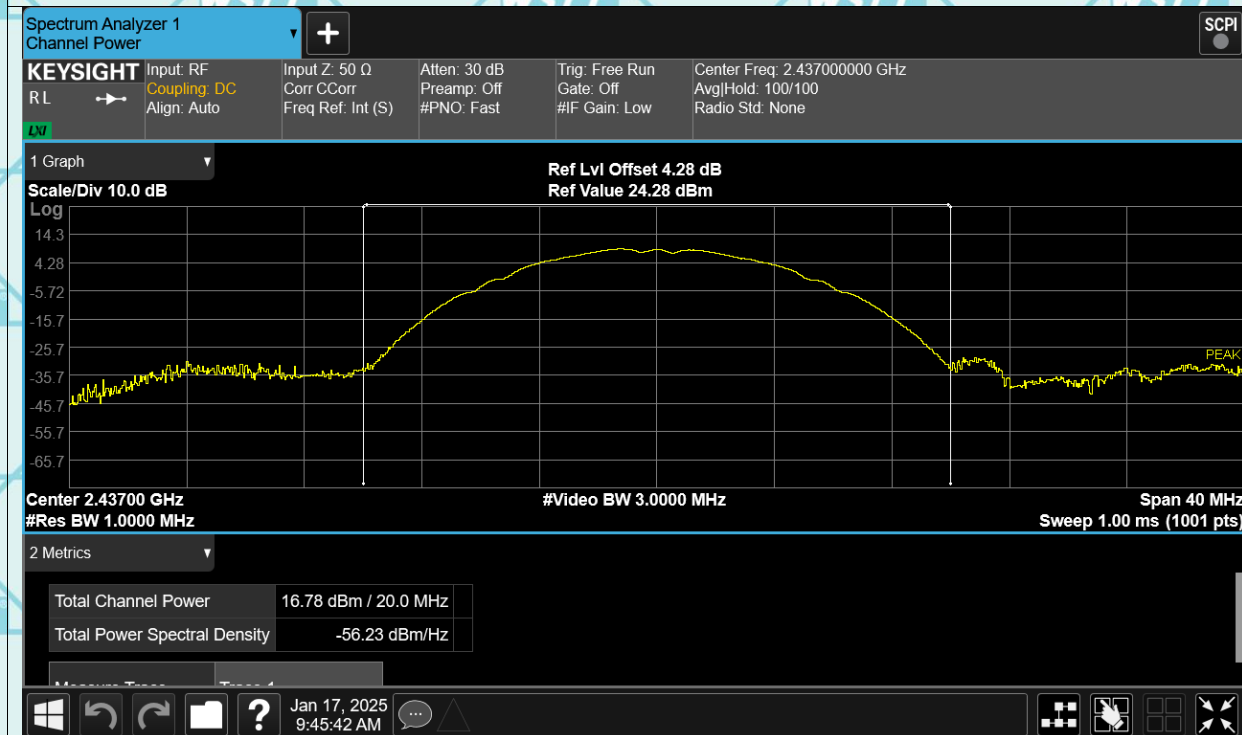 Spectrum Analyzer 1
Channel Power
+
SCPI
KEYSIGHT
RL
LXI
Input: RF
Coupling: DC
Align: Auto
Input Z: 50 Ω
Corr CCorr
Freq Ref: Int (S)
Atten: 30 dB
Preamp: Off
#PNO: Fast
Trig: Free Run
Gate: Off
#IF Gain: Low
Center Freq: 2.437000000 GHz
Avg|Hold: 100/100
Radio Std: None
1 Graph
Scale/Div 10.0 dB
Ref Lvl Offset 4.28 dB
Ref Value 24.28 dBm
Log
14.3
4.28
-5.72
-15.7
-25.7
-35.7
-45.7
-55.7
-65.7
PEAK
Center 2.43700 GHz
#Video BW 3.0000 MHz
Span 40 MHz
#Res BW 1.0000 MHz
Sweep 1.00 ms (1001 pts)
2 Metrics
Total Channel Power 16.78 dBm / 20.0 MHz
Total Power Spectral Density -56.23 dBm/Hz
?
Jan 17, 2025
9:45:42 AM